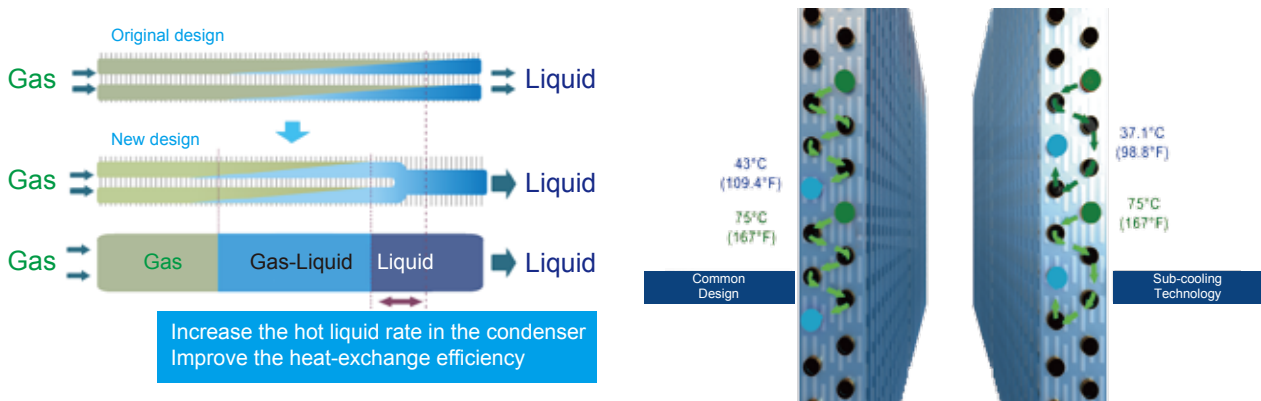 Original design
Gas
Liquid
New design
Gas
Liquid
Gas
Gas
Gas-Liquid
Liquid
Liquid
Increase the hot liquid rate in the condenser
Improve the heat-exchange efficiency
43°C
(109.4°F)
75°C
(167°F)
Common
Design
37.1°C
(98.8°F)
75°C
(167°F)
Sub-cooling
Technology